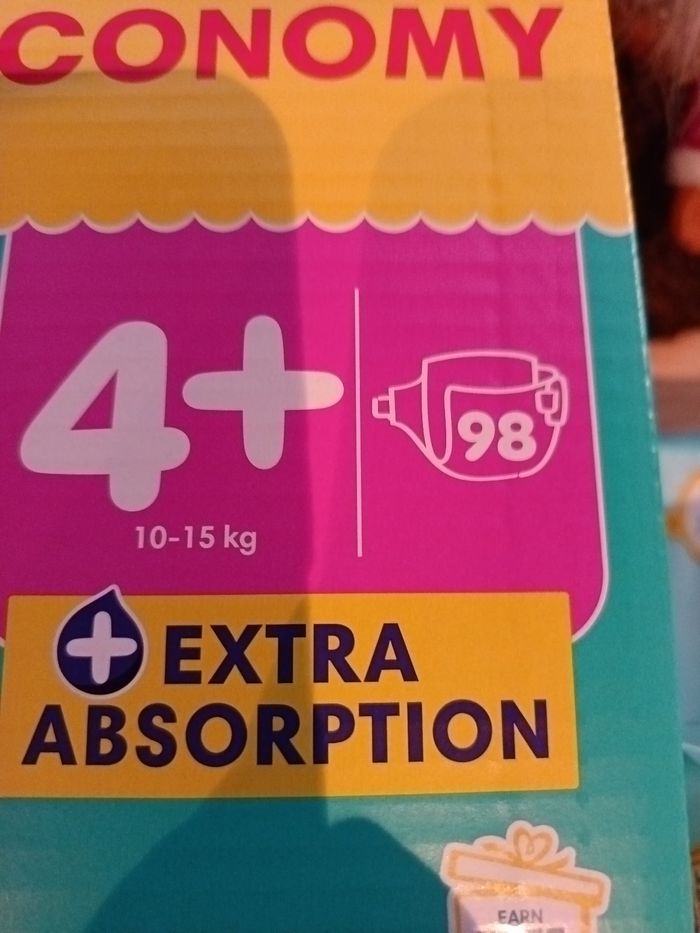 CONOMY
4+
98
10-15 kg
+ EXTRA
ABSORPTION
EARN